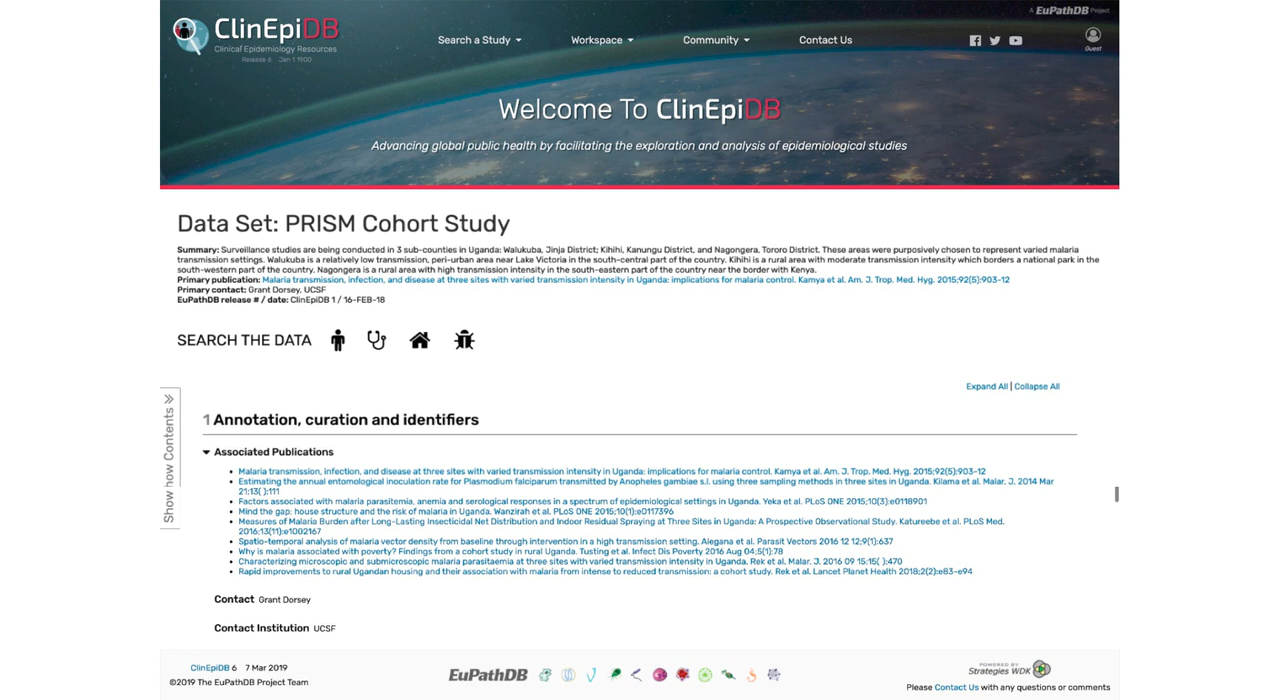 A EuPathDB Project
ClinEpiDB
Clinical Epidemiology Resources
Release 6 Jan 1 1900
Search a Study
Workspace
Community
Contact Us
Guest
Welcome To ClinEpiDB
Advancing global public health by facilitating the exploration and analysis of epidemiological studies
Data Set: PRISM Cohort Study
Summary: Surveillance studies are being conducted in 3 sub-counties in Uganda: Walukuba, Jinja District; Kihihi, Kanungu District, and Nagongera, Tororo District. These areas were purposively chosen to represent varied malaria
transmission settings. Walukuba is a relatively low transmission, peri-urban area near Lake Victoria in the south-central part of the country. Kihihi is a rural area with moderate transmission intensity which borders a national park in the
south-western part of the country. Nagongera is a rural area with high transmission intensity in the south-eastern part of the country near the border with Kenya.
Primary publication: Malaria transmission, infection, and disease at three sites with varied transmission intensity in Uganda: implications for malaria control. Kamya et al. Am. J. Trop. Med. Hyg. 2015;92(5):903-12
Primary contact: Grant Dorsey, UCSF
EuPathDB release # / date: ClinEpiDB 1 / 16-FEB-18
SEARCH THE DATA
Expand All | Collapse All
Show how Contents
1 Annotation, curation and identifiers
Associated Publications
• Malaria transmission, infection, and disease at three sites with varied transmission intensity in Uganda: implications for malaria control. Kamya et al. Am. J. Trop. Med. Hyg. 2015;92(5):903-12
• Estimating the annual entomological inoculation rate for Plasmodium falciparum transmitted by Anopheles gambiae s.l. using three sampling methods in three sites in Uganda. Kilama et al. Malar. J. 2014 Mar
21;13( ):111
• Factors associated with malaria parasitemia, anemia and serological responses in a spectrum of epidemiological settings in Uganda. Yeka et al. PLoS ONE 2015;10(3):e0118901
• Mind the gap: house structure and the risk of malaria in Uganda. Wanzirah et al. PLoS ONE 2015;10(1):e0117396
• Measures of Malaria Burden after Long-Lasting Insecticidal Net Distribution and Indoor Residual Spraying at Three Sites in Uganda: A Prospective Observational Study. Katureebe et al. PLoS Med.
2016;13(11):e1002167
• Spatio-temporal analysis of malaria vector density from baseline through intervention in a high transmission setting. Alegana et al. Parasit Vectors 2016 12 12;9(1):637
• Why is malaria associated with poverty? Findings from a cohort study in rural Uganda. Tusting et al. Infect Dis Poverty 2016 Aug 04;5(1):78
• Characterizing microscopic and submicroscopic malaria parasitaemia at three sites with varied transmission intensity in Uganda. Rek et al. Malar. J. 2016 09 15;15( ):470
• Rapid improvements to rural Ugandan housing and their association with malaria from intense to reduced transmission: a cohort study. Rek et al. Lancet Planet Health 2018;2(2):e83-e94
Contact Grant Dorsey
Contact Institution UCSF
ClinEpiDB 6 7 Mar 2019
©2019 The EuPathDB Project Team
EuPathDB
POWERED BY
Strategies WDK
Please Contact Us with any questions or comments